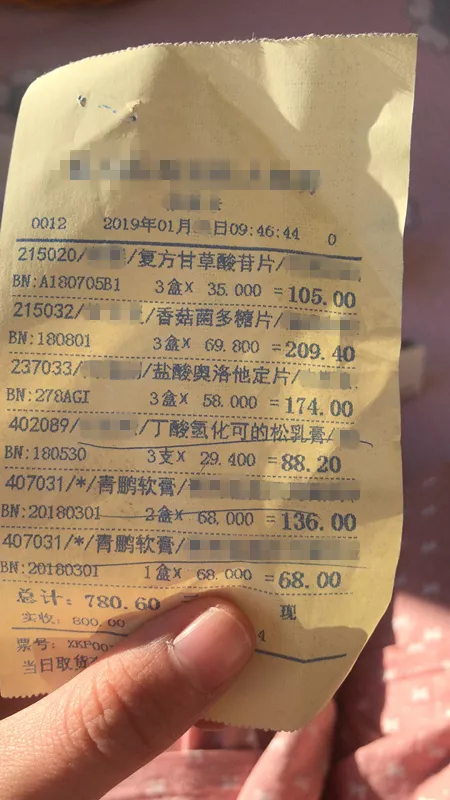 0012 2019年01月 日09:46:44 0
215020/ /复方甘草酸苷片/
BN:A180705B1 3盒X 35.000 =105.00
215032/ /香菇菌多糖片/
BN:180801 3盒X 69.800 =209.40
237033/ /盐酸奥洛他定片/
BN:278AGI 3盒X 58.000 =174.00
402089/ /丁酸氢化可的松乳膏/
BN:180530 3支X 29.400 =88.20
407031/*/青鹏软膏/
BN:20180301 2盒X 68.000 =136.00
407031/*/青鹏软膏/
BN:20180301 1盒X 68.000 =68.00
总计: 780.60 = 现
实收: 800.00 4
票号: XKP00
当日取货